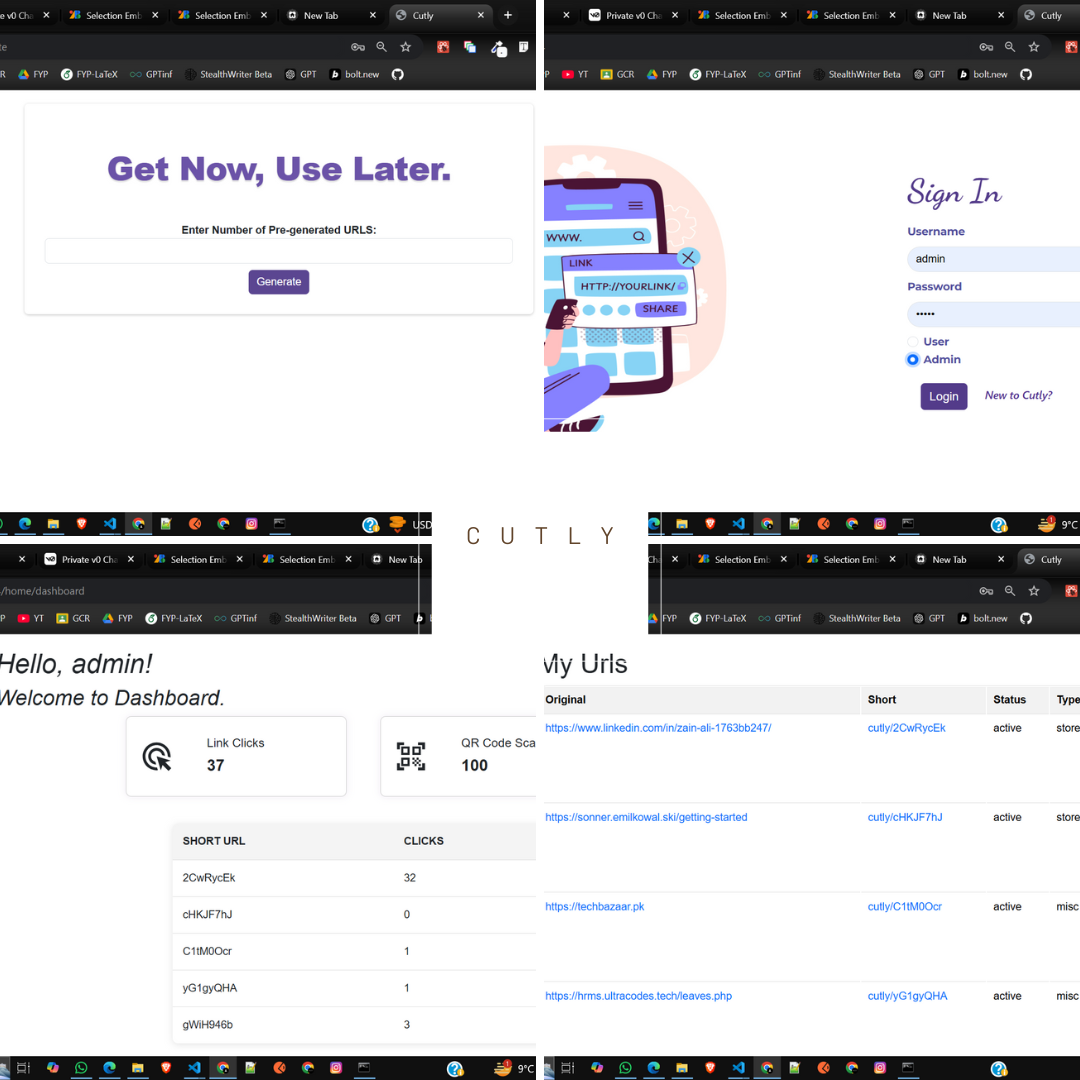 Selection Emb
Selection Emb
New Tab
Cutly
FYP
FYP-LaTeX
GPTinf
StealthWriter Beta
GPT
bolt.new
Get Now, Use Later.
Enter Number of Pre-generated URLS:
Generate
USD
Private v0 Cha
Selection Emb
Selection Emb
New Tab
Cutly
YT
GCR
FYP
FYP-LaTeX
GPTinf
StealthWriter Beta
GPT
bolt.new
WWW.
LINK
HTTP://YOURLINK/
SHARE
Sign In
Username
admin
Password
•••••
User
Admin
Login
New to Cutly?
9°C
CUTLY
Private v0 Cha
Selection Emb
Selection Emb
New Tab
/home/dashboard
YT
GCR
FYP
FYP-LaTeX
GPTinf
StealthWriter Beta
GPT
Hello, admin!
Welcome to Dashboard.
Link Clicks
37
QR Code Sca
100
SHORT URL CLICKS
2CwRycEk 32
cHKJF7hJ 0
C1tM0Ocr 1
yG1gyQHA 1
gWiH946b 3
9°C
Selection Emb
Selection Emb
New Tab
Cutly
FYP
FYP-LaTeX
GPTinf
StealthWriter Beta
GPT
bolt.new
My Urls
Original Short Status Type
https://www.linkedin.com/in/zain-ali-1763bb247/ cutly/2CwRycEk active store
https://sonner.emilkowal.ski/getting-started cutly/cHKJF7hJ active store
https://techbazaar.pk cutly/C1tM0Ocr active misc
https://hrms.ultracodes.tech/leaves.php cutly/yG1gyQHA active misc